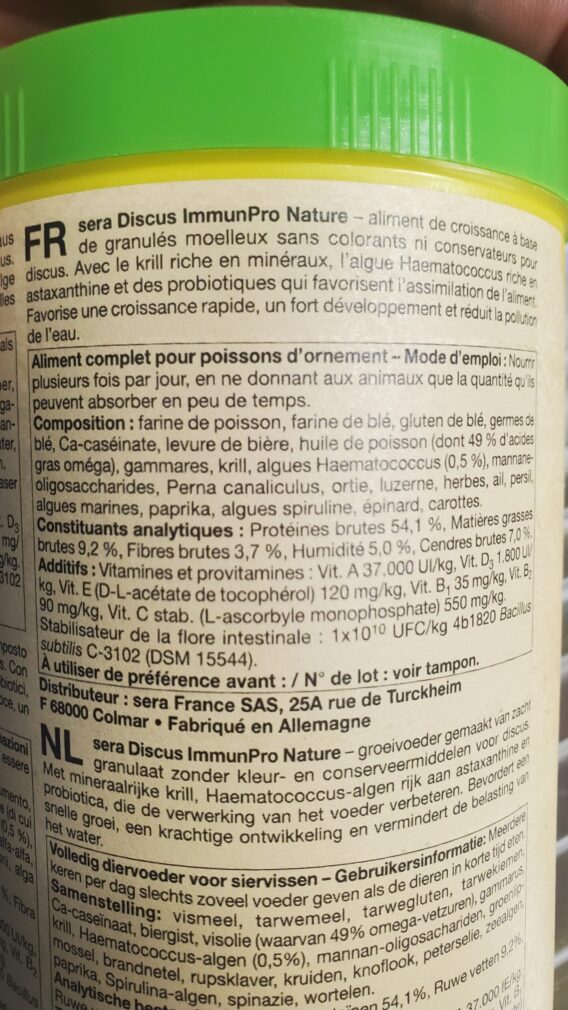 FR sera Discus ImmunPro Nature – aliment de croissance à base
de granulés moelleux sans colorants ni conservateurs pour
discus. Avec le krill riche en minéraux, l'algue Haematococcus riche en
astaxanthine et des probiotiques qui favorisent l'assimilation de l'aliment.
Favorise une croissance rapide, un fort développement et réduit la pollution
de l'eau.
Aliment complet pour poissons d'ornement – Mode d'emploi : Nourrir
plusieurs fois par jour, en ne donnant aux animaux que la quantité qu'ils
peuvent absorber en peu de temps.
Composition : farine de poisson, farine de blé, gluten de blé, germes de
blé, Ca-caséinate, levure de bière, huile de poisson (dont 49 % d'acides
gras oméga), gammares, krill, algues Haematococcus (0,5 %), mannane-
oligosaccharides, Perna canaliculus, ortie, luzerne, herbes, ail, persil,
algues marines, paprika, algues spiruline, épinard, carottes.
Constituants analytiques : Protéines brutes 54,1 %, Matières grasses
brutes 9,2 %, Fibres brutes 3,7 %, Humidité 5,0 %, Cendres brutes 7,0 %.
Additifs : Vitamines et provitamines : Vit. A 37.000 UI/kg, Vit. D3 1.800 UI/
kg, Vit. E (D-L-acétate de tocophérol) 120 mg/kg, Vit. B1 35 mg/kg, Vit. B2
90 mg/kg, Vit. C stab. (L-ascorbyle monophosphate) 550 mg/kg.
Stabilisateur de la flore intestinale : 1x10¹⁰ UFC/kg 4b1820 Bacillus
subtilis C-3102 (DSM 15544).
À utiliser de préférence avant : / N° de lot : voir tampon.
Distributeur : sera France SAS, 25A rue de Turckheim
F 68000 Colmar • Fabriqué en Allemagne
NL sera Discus ImmunPro Nature – groeivoeder gemaakt van zacht
granulaat zonder kleur- en conserveermiddelen voor discus.
Met mineraalrijke krill, Haematococcus-algen rijk aan astaxanthine en
probiotica, die de verwerking van het voeder verbeteren. Bevordert een
snelle groei, een krachtige ontwikkeling en vermindert de belasting van
het water.
Volledig diervoeder voor siervissen – Gebruikersinformatie: Meerdere
keren per dag slechts zoveel voeder geven als de dieren in korte tijd eten.
Samenstelling: vismeel, tarwemeel, tarwegluten, tarwekiemen,
Ca-caseïnaat, biergist, visolie (waarvan 49% omega-vetzuren), gammarus,
krill, Haematococcus-algen (0,5%), mannan-oligosachariden, groenlip-
mossel, brandnetel, rupsklaver, kruiden, knoflook, peterselie, zeealgen,
paprika, Spirulina-algen, spinazie, wortelen.
54,1%, Ruwe vetten 9,2%,
37.000 IE/kg,